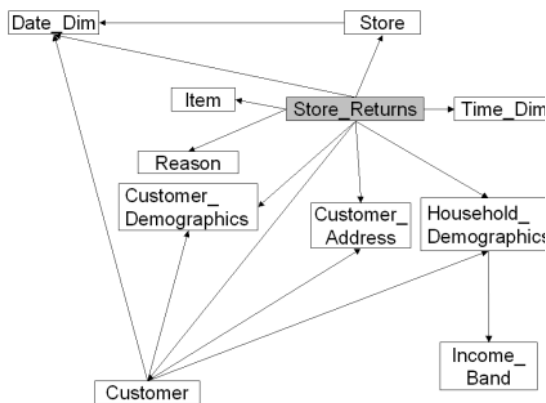 Date_Dim
Store
Item
Store_Returns
Time_Dim
Reason
Customer_
Demographics
Customer_
Address
Household_
Demographics
Income_
Band
Customer